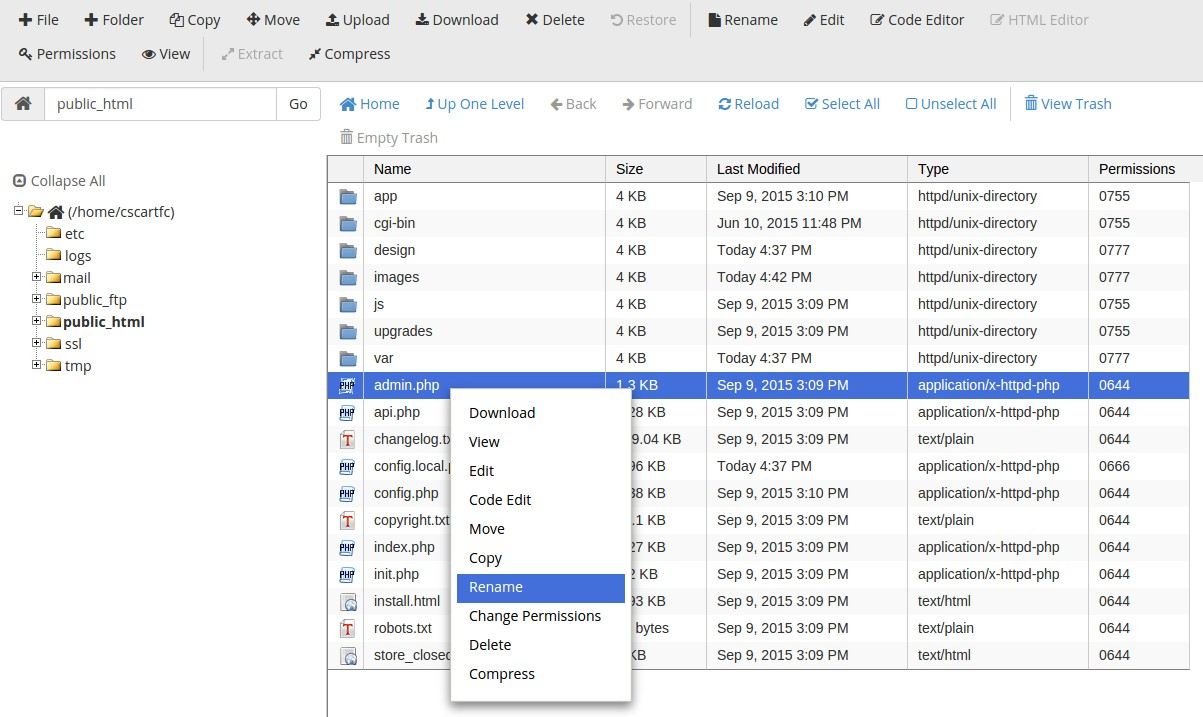 File Folder Copy Move Upload Download Delete Restore Rename Edit Code Editor HTML Editor
Permissions View Extract Compress
public_html Go
Home Up One Level Back Forward Reload Select All Unselect All View Trash
Empty Trash
Collapse All
(/home/cscartfc)
etc
logs
mail
public_ftp
public_html
ssl
tmp
Name Size Last Modified Type Permissions
app 4 KB Sep 9, 2015 3:10 PM httpd/unix-directory 0755
cgi-bin 4 KB Jun 10, 2015 11:48 PM httpd/unix-directory 0755
design 4 KB Today 4:37 PM httpd/unix-directory 0777
images 4 KB Today 4:42 PM httpd/unix-directory 0777
js 4 KB Sep 9, 2015 3:09 PM httpd/unix-directory 0755
upgrades 4 KB Sep 9, 2015 3:09 PM httpd/unix-directory 0755
var 4 KB Today 4:37 PM httpd/unix-directory 0777
PHP admin.php 1.3 KB Sep 9, 2015 3:09 PM application/x-httpd-php 0644
PHP api.php 28 KB Sep 9, 2015 3:09 PM application/x-httpd-php 0644
T changelog.tx 9.04 KB Sep 9, 2015 3:09 PM text/plain 0644
PHP config.local. 96 KB Today 4:37 PM application/x-httpd-php 0666
PHP config.php 38 KB Sep 9, 2015 3:10 PM application/x-httpd-php 0644
T copyright.txt .1 KB Sep 9, 2015 3:09 PM text/plain 0644
PHP index.php 27 KB Sep 9, 2015 3:09 PM application/x-httpd-php 0644
PHP init.php 2 KB Sep 9, 2015 3:09 PM application/x-httpd-php 0644
install.html 93 KB Sep 9, 2015 3:09 PM text/html 0644
T robots.txt bytes Sep 9, 2015 3:09 PM text/plain 0644
store_closed KB Sep 9, 2015 3:09 PM text/html 0644
Download
View
Edit
Code Edit
Move
Copy
Rename
Change Permissions
Delete
Compress